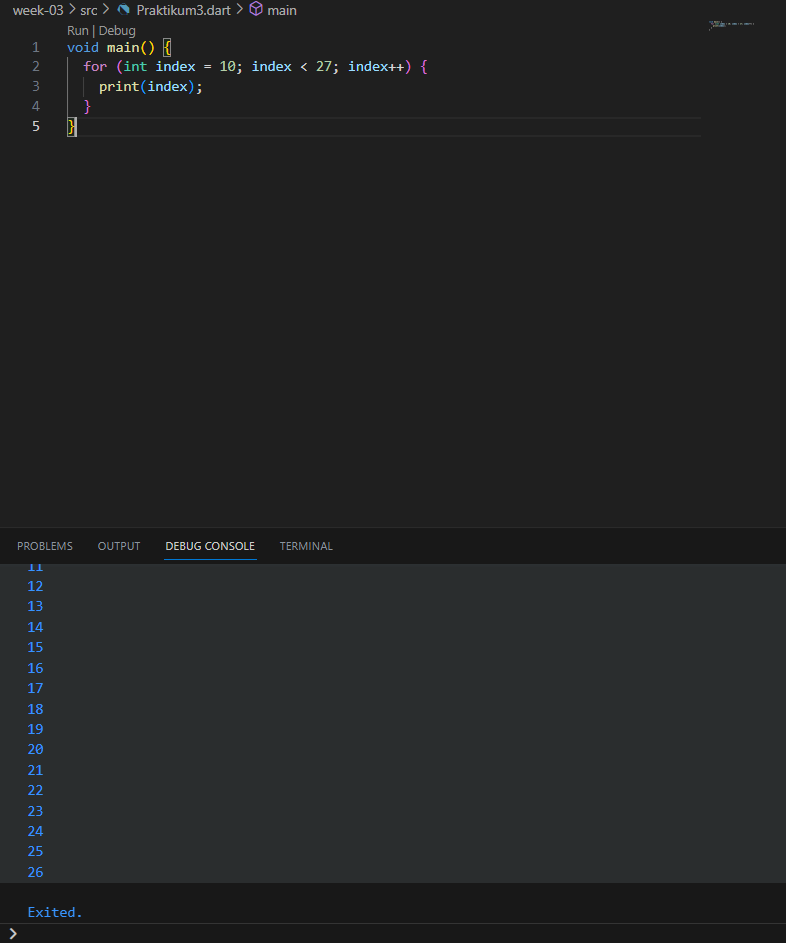 week-03 > src > Praktikum3.dart > main
Run | Debug
1 void main() {
2 for (int index = 10; index < 27; index++) {
3 print(index);
4 }
5 }
PROBLEMS OUTPUT DEBUG CONSOLE TERMINAL
11
12
13
14
15
16
17
18
19
20
21
22
23
24
25
26
Exited.
>